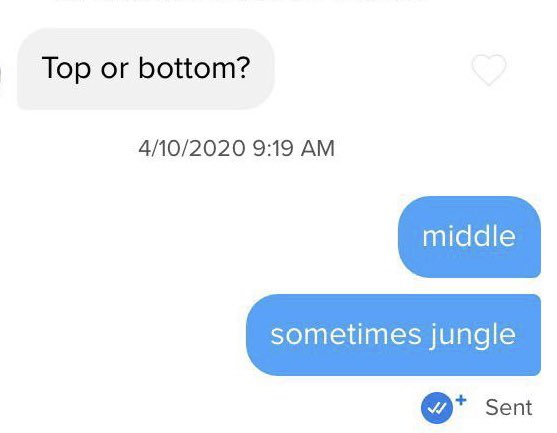 Top or bottom?
4/10/2020 9:19 AM
middle
sometimes jungle
Sent